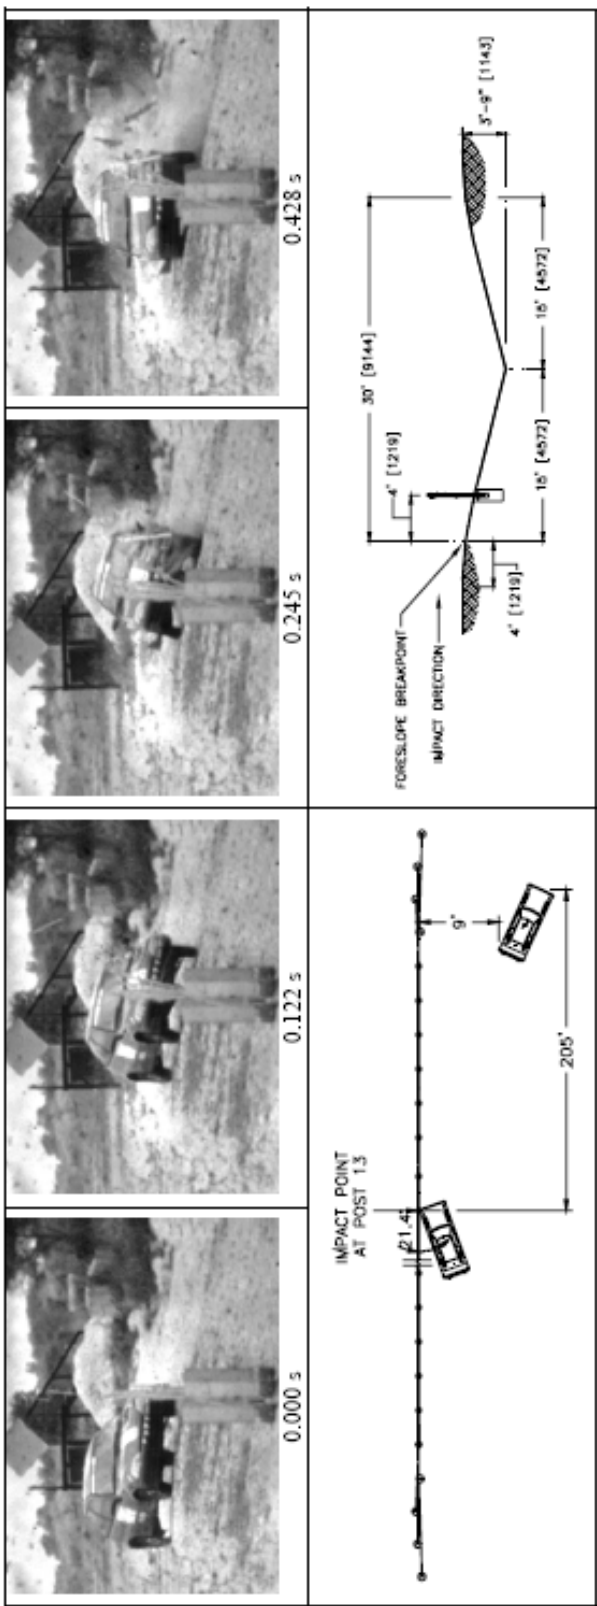 0.000 s
0.122 s
0.245 s
0.428 s
IMPACT POINT
AT POST 13
21.4
9'
205'
FORESLOPE BREAKPOINT
IMPACT DIRECTION
4' [1219]
4' [1219]
30' [9144]
15' [4572]
15' [4572]
3'-9" [1143]